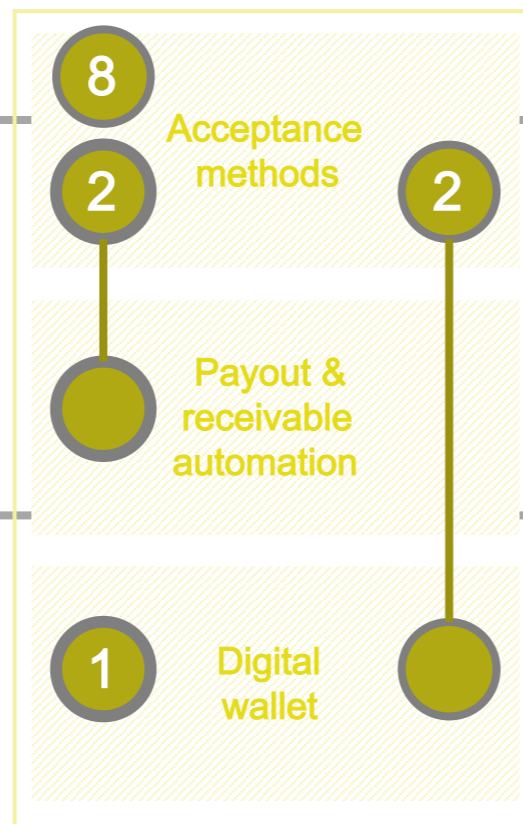 8
Acceptance
methods
2
2
Payout &
receivable
automation
1
Digital
wallet